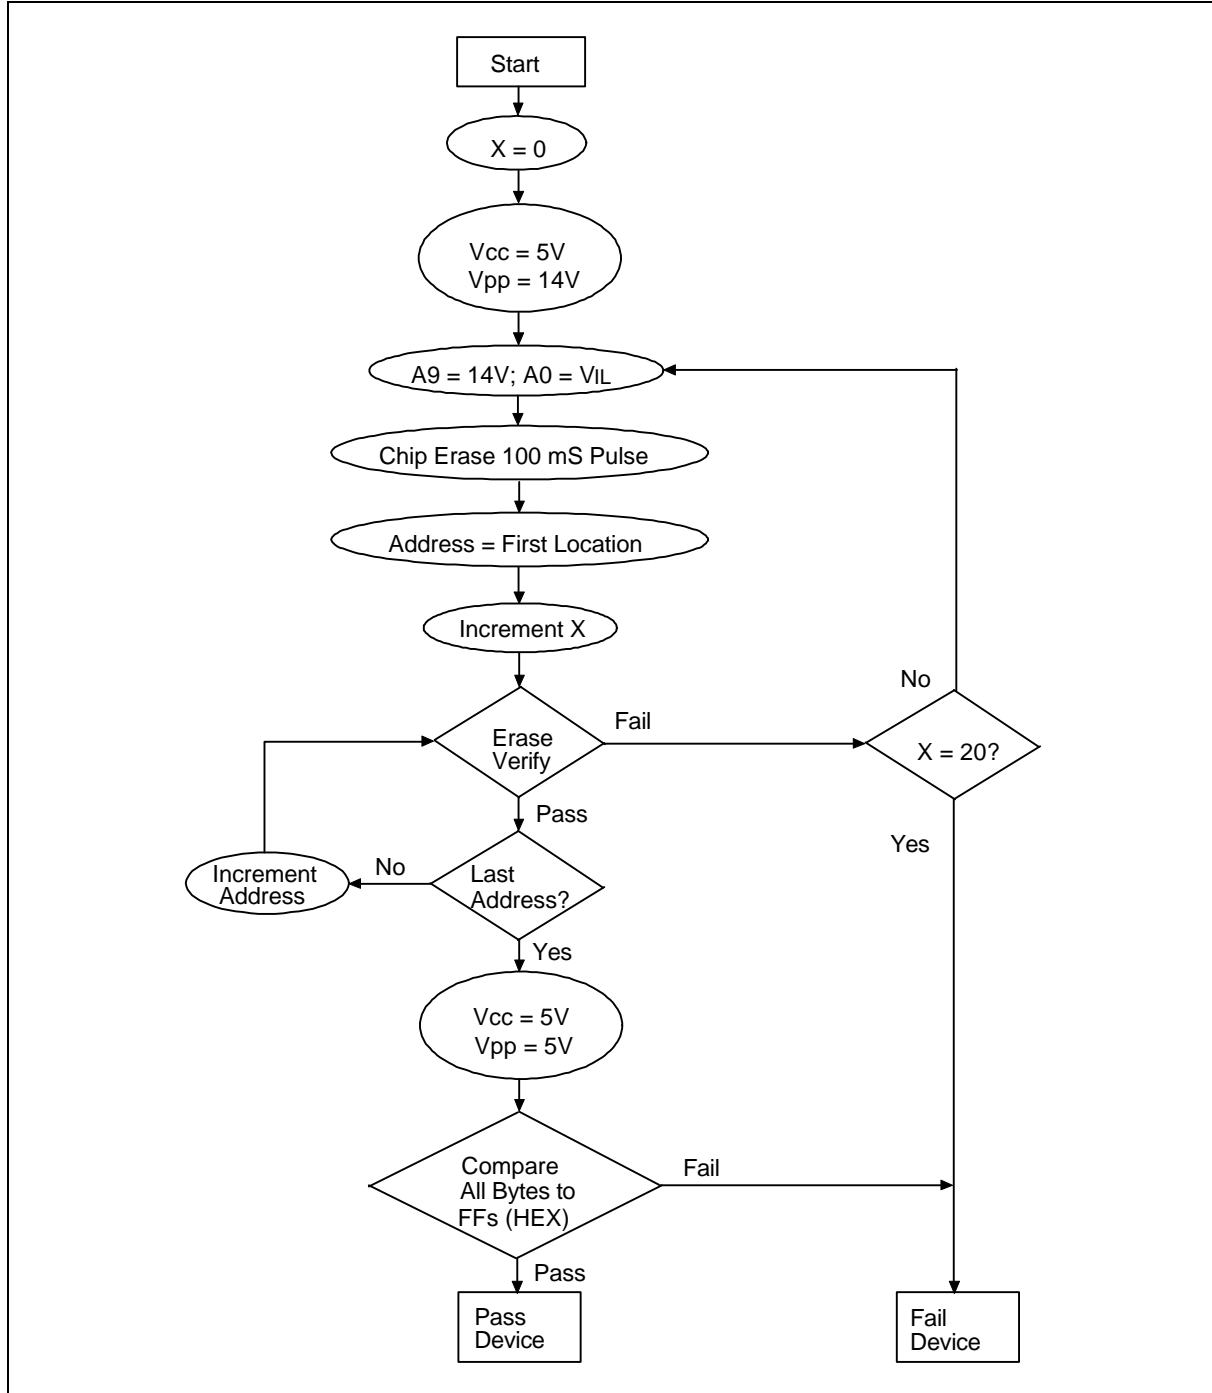 Start
X = 0
Vcc = 5V
Vpp = 14V
A9 = 14V; A0 = VIL
Chip Erase 100 mS Pulse
Address = First Location
Increment X
No
Fail
Erase
Verify
X = 20?
Pass
Yes
No
Increment
Address
Last
Address?
Yes
Vcc = 5V
Vpp = 5V
Compare
All Bytes to
FFs (HEX)
Fail
Pass
Pass
Device
Fail
Device